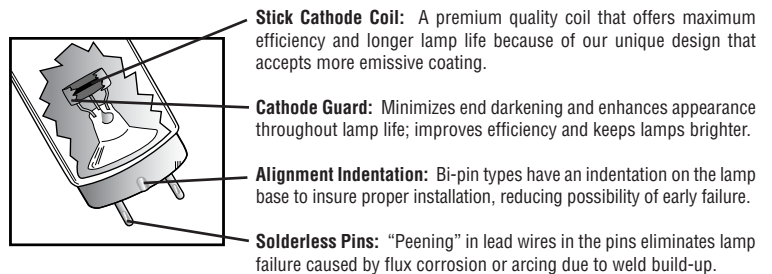 Stick Cathode Coil: A premium quality coil that offers maximum
efficiency and longer lamp life because of our unique design that
accepts more emissive coating.
Cathode Guard: Minimizes end darkening and enhances appearance
throughout lamp life; improves efficiency and keeps lamps brighter.
Alignment Indentation: Bi-pin types have an indentation on the lamp
base to insure proper installation, reducing possibility of early failure.
Solderless Pins: “Peening” in lead wires in the pins eliminates lamp
failure caused by flux corrosion or arcing due to weld build-up.